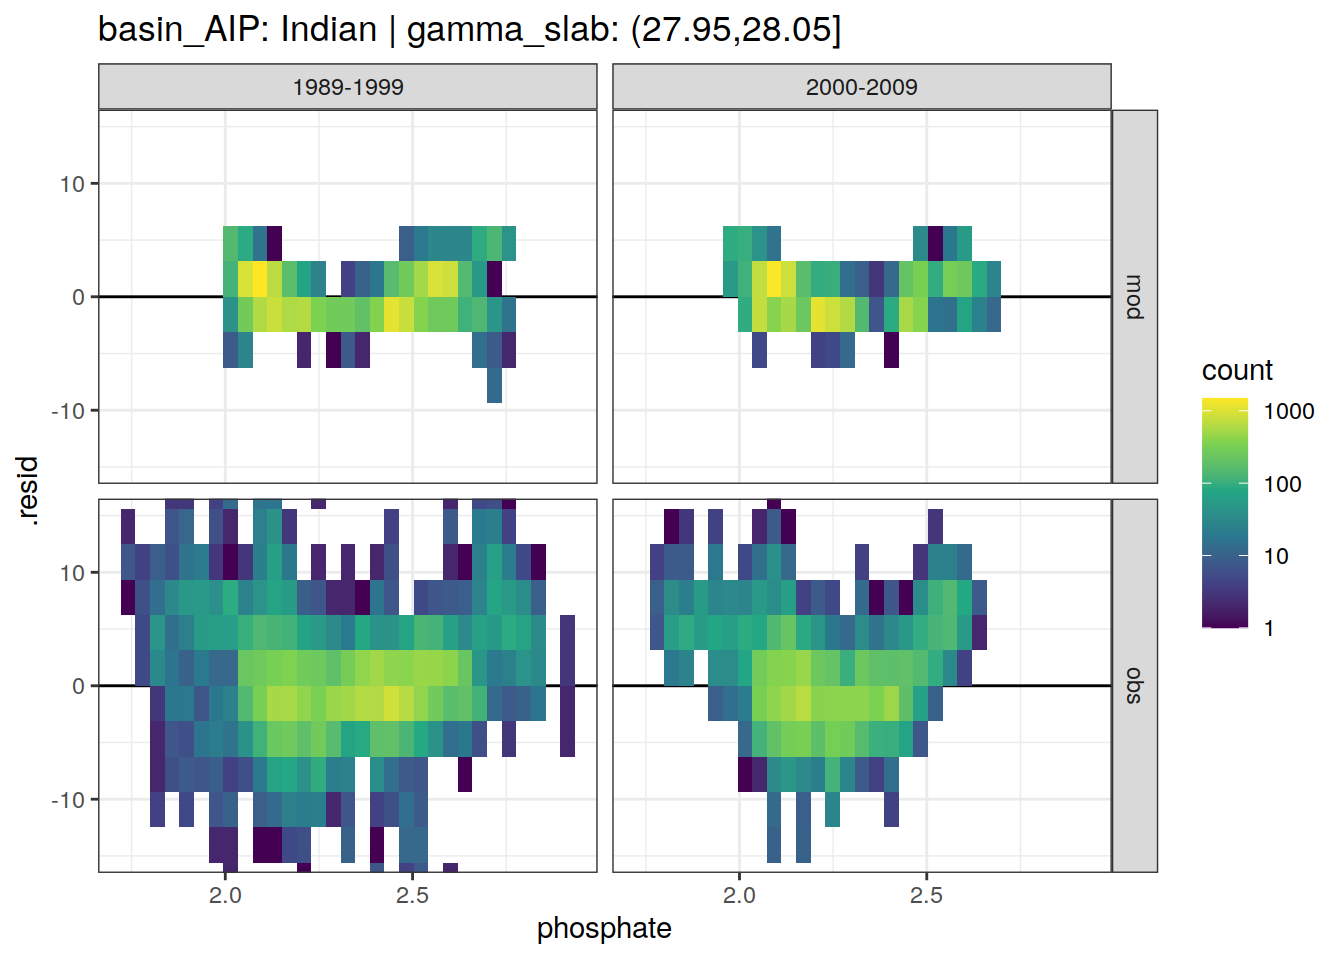 basin_AIP: Indian | gamma_slab: (27.95,28.05]
1989-1999
2000-2009
10
0
-10
mod
10
0
-10
obs
.resid
2.0
2.5
2.0
2.5
phosphate
count
1000
100
10
1